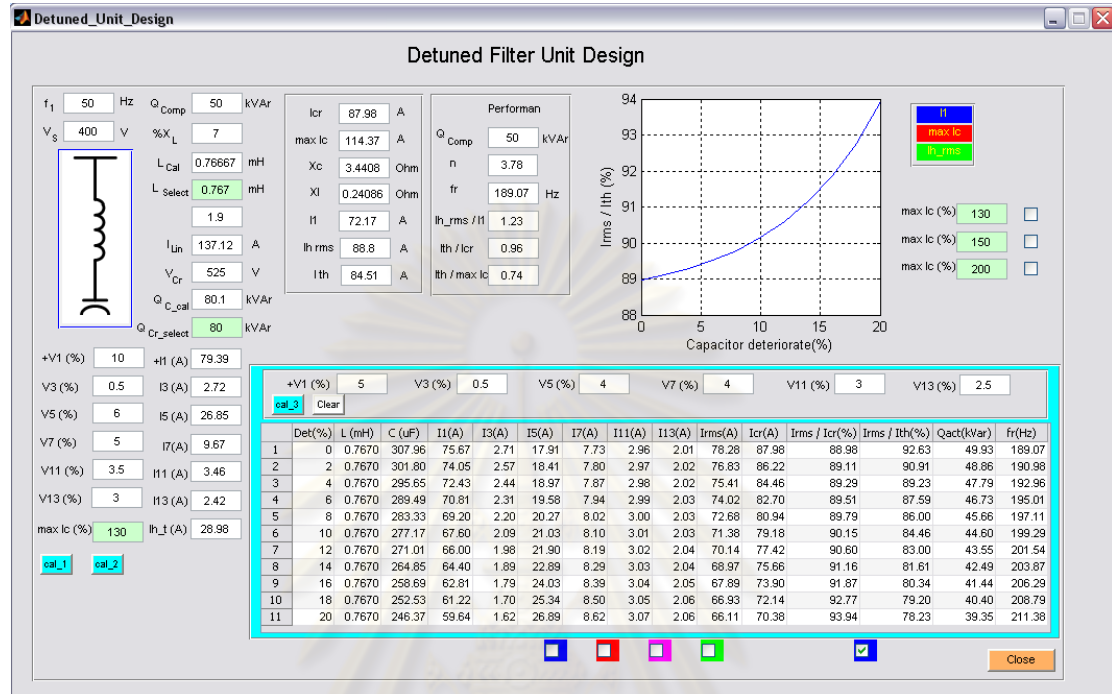 Detuned_Unit_Design
Detuned Filter Unit Design
f1 50 Hz
VS 400 V
QComp 50 kVAr
%XL 7
LCal 0.76667 mH
LSelect 0.767 mH
1.9
ILin 137.12 A
VCr 525 V
QC_cal 80.1 kVAr
QCr_select 80 kVAr
+V1 (%) 10 +I1 (A) 79.39
V3 (%) 0.5 I3 (A) 2.72
V5 (%) 6 I5 (A) 26.85
V7 (%) 5 I7(A) 9.67
V11 (%) 3.5 I11 (A) 3.46
V13 (%) 3 I13 (A) 2.42
max Ic (%) 130 Ih_t (A) 28.98
cal_1 cal_2
Icr 87.98 A
max Ic 114.37 A
Xc 3.4408 Ohm
Xl 0.24086 Ohm
I1 72.17 A
Ih rms 88.8 A
I th 84.51 A
Performan
QComp 50 kVAr
n 3.78
fr 189.07 Hz
Ih_rms / I1 1.23
Ith / Icr 0.96
Ith / max Ic 0.74
Irms / Ith (%)
94
93
92
91
90
89
88
0 5 10 15 20
Capacitor deteriorate(%)
I1
max Ic
Ih_rms
max Ic (%) 130
max Ic (%) 150
max Ic (%) 200
+V1 (%) 5 V3 (%) 0.5 V5 (%) 4 V7 (%) 4 V11 (%) 3 V13 (%) 2.5
cal_3 Clear
Det(%) L (mH) C (uF) I1(A) I3(A) I5(A) I7(A) I11(A) I13(A) Irms(A) Icr(A) Irms / Icr(%) Irms / Ith(%) Qact(kVar) fr(Hz)
1 0 0.7670 307.96 75.67 2.71 17.91 7.73 2.96 2.01 78.28 87.98 88.98 92.63 49.93 189.07
2 2 0.7670 301.80 74.05 2.57 18.41 7.80 2.97 2.02 76.83 86.22 89.11 90.91 48.86 190.98
3 4 0.7670 295.65 72.43 2.44 18.97 7.87 2.98 2.02 75.41 84.46 89.29 89.23 47.79 192.96
4 6 0.7670 289.49 70.81 2.31 19.58 7.94 2.99 2.03 74.02 82.70 89.51 87.59 46.73 195.01
5 8 0.7670 283.33 69.20 2.20 20.27 8.02 3.00 2.03 72.68 80.94 89.79 86.00 45.66 197.11
6 10 0.7670 277.17 67.60 2.09 21.03 8.10 3.01 2.03 71.38 79.18 90.15 84.46 44.60 199.29
7 12 0.7670 271.01 66.00 1.98 21.90 8.19 3.02 2.04 70.14 77.42 90.60 83.00 43.55 201.54
8 14 0.7670 264.85 64.40 1.89 22.89 8.29 3.03 2.04 68.97 75.66 91.16 81.61 42.49 203.87
9 16 0.7670 258.69 62.81 1.79 24.03 8.39 3.04 2.05 67.89 73.90 91.87 80.34 41.44 206.29
10 18 0.7670 252.53 61.22 1.70 25.34 8.50 3.05 2.06 66.93 72.14 92.77 79.20 40.40 208.79
11 20 0.7670 246.37 59.64 1.62 26.89 8.62 3.07 2.06 66.11 70.38 93.94 78.23 39.35 211.38
Close